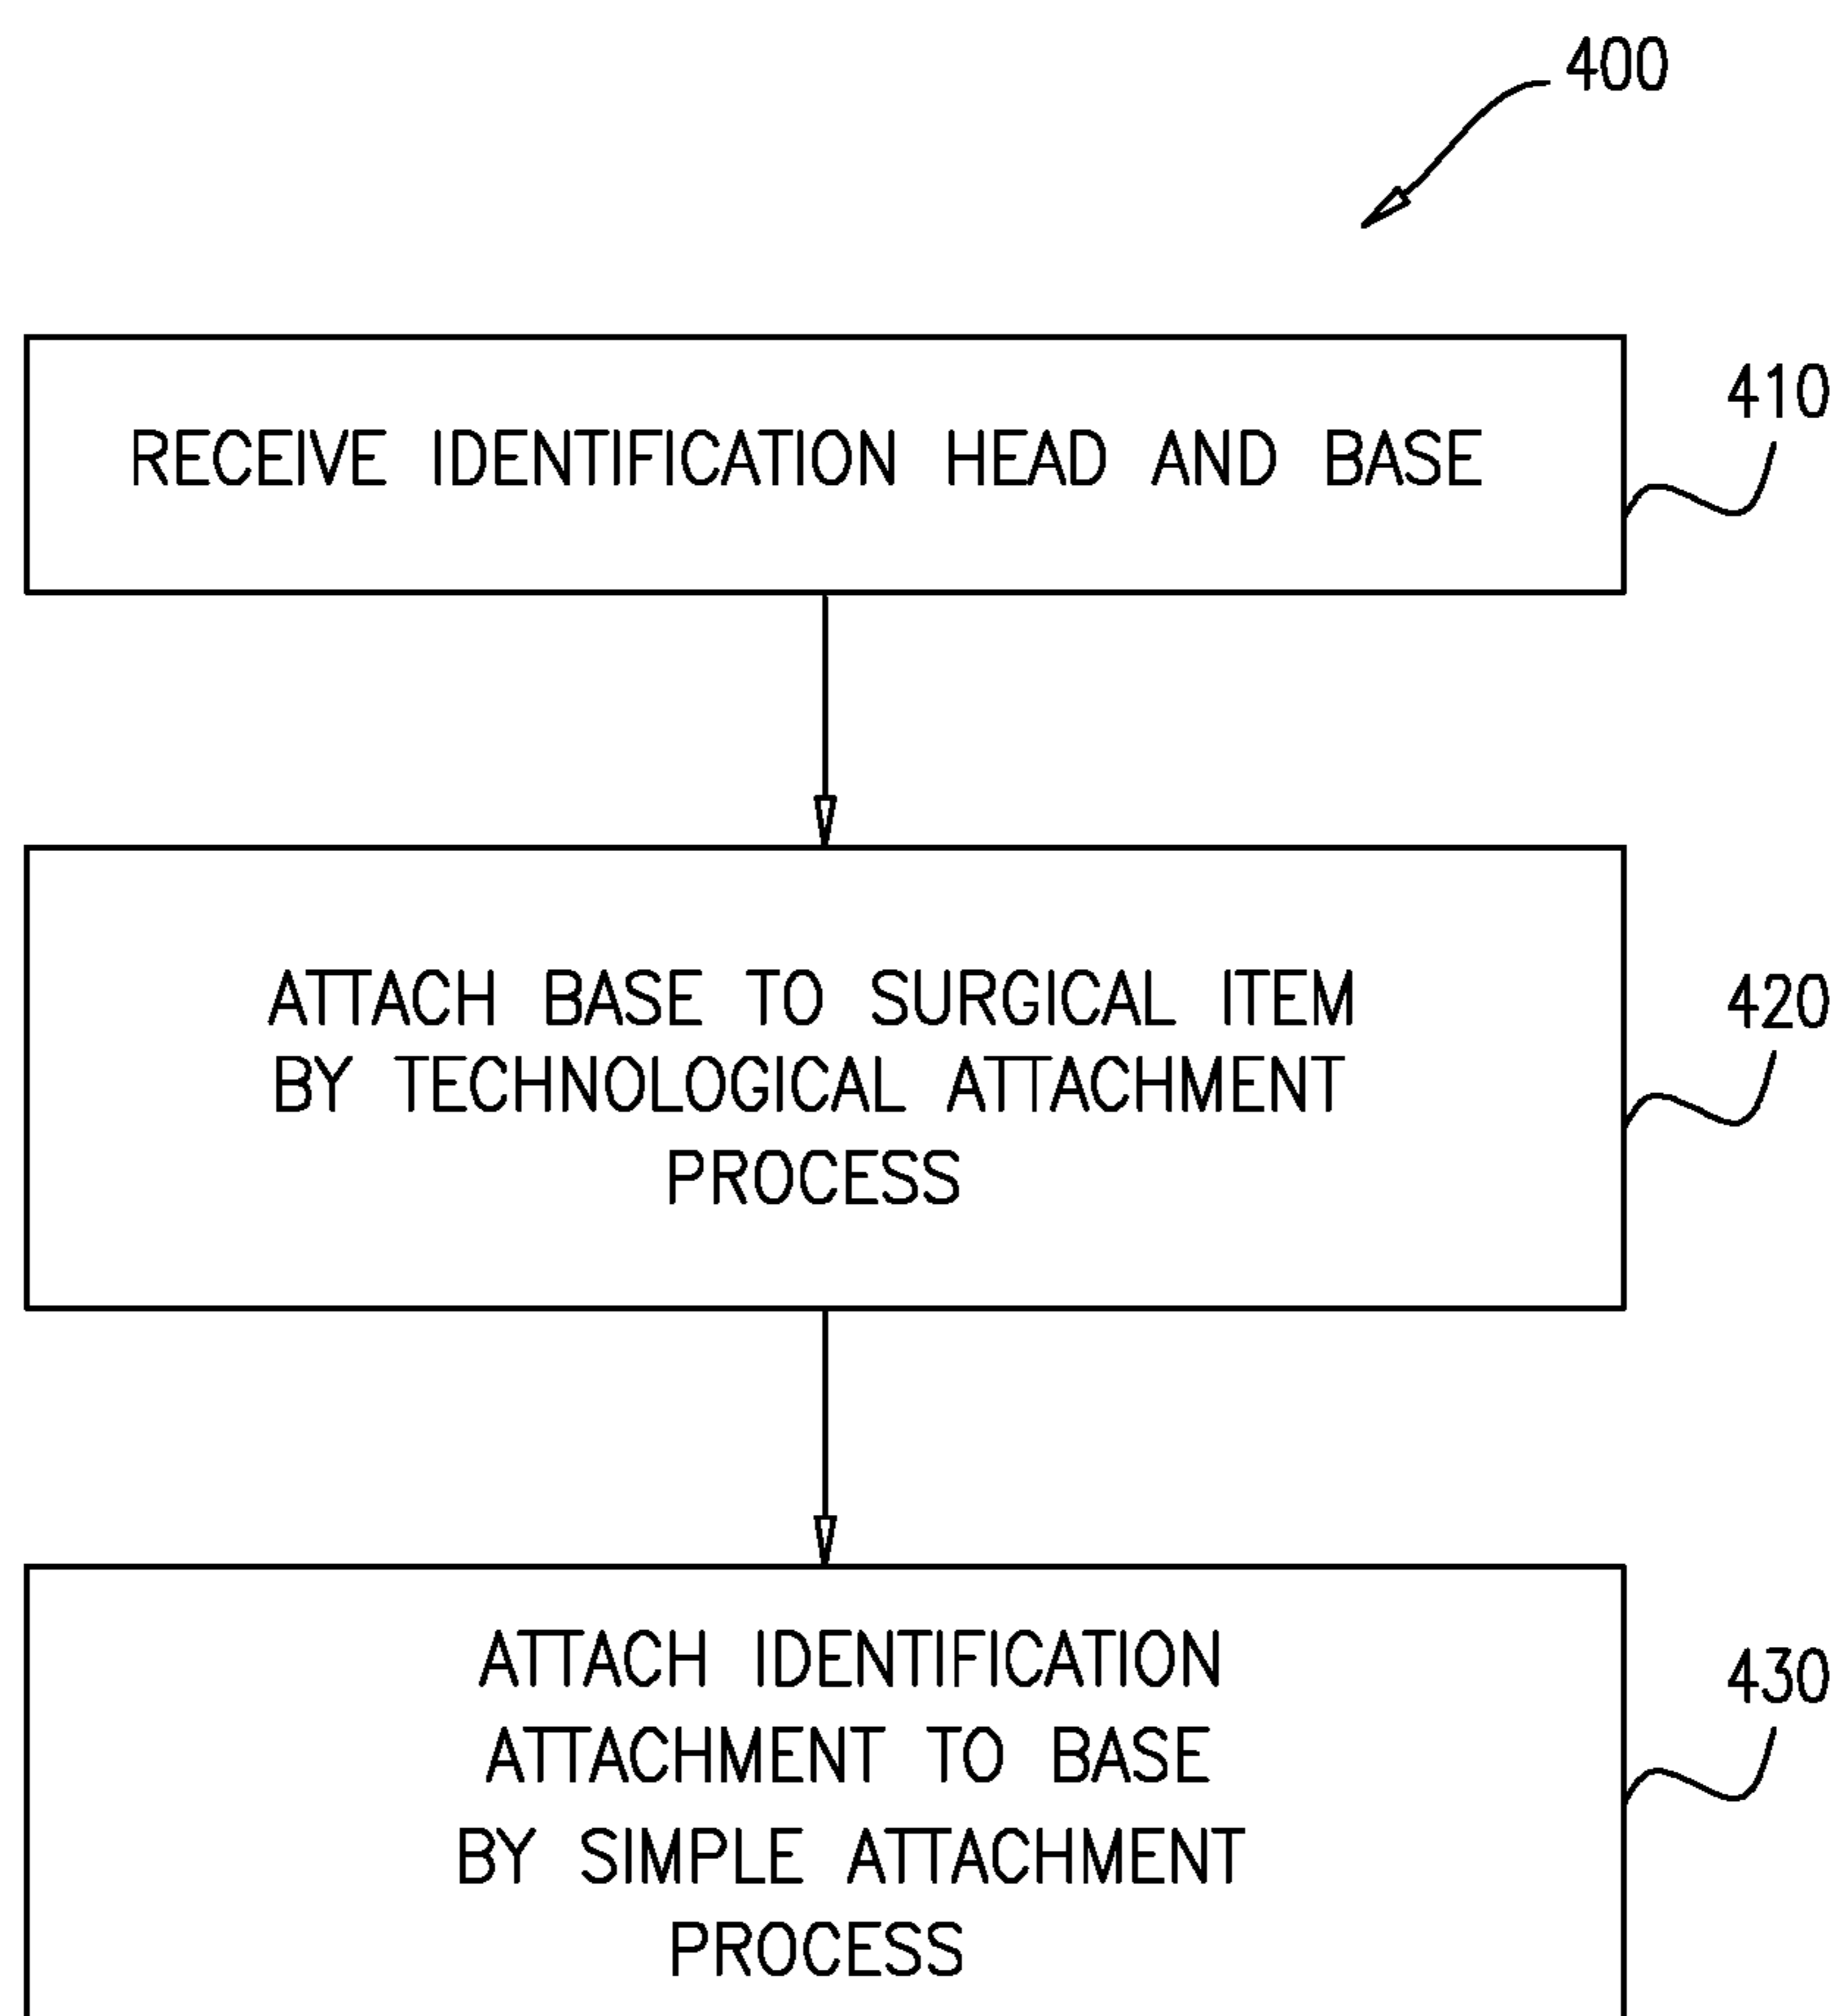 400
RECEIVE IDENTIFICATION HEAD AND BASE
410
ATTACH BASE TO SURGICAL ITEM
BY TECHNOLOGICAL ATTACHMENT
PROCESS
420
ATTACH IDENTIFICATION
ATTACHMENT TO BASE
BY SIMPLE ATTACHMENT
PROCESS
430